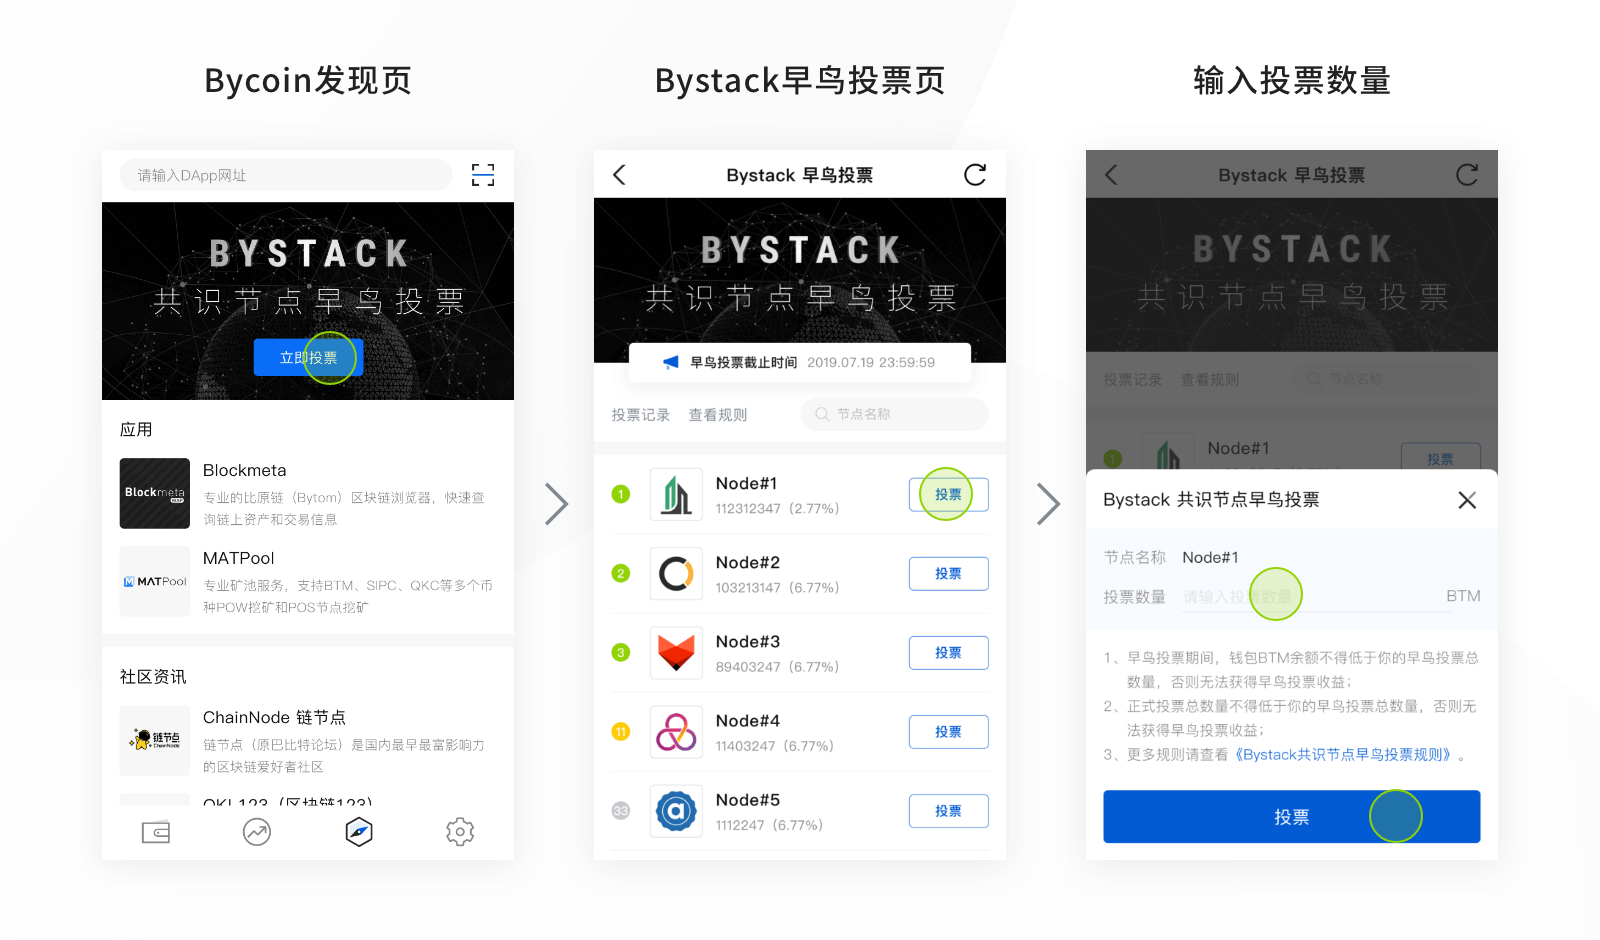 Bycoin发现页
请输入DApp网址
BYSTACK
共识节点早鸟投票
立即投票
应用
Blockmeta
Blockmeta
专业的比原链（Bytom）区块链浏览器，快速查
询链上资产和交易信息
MATPool
MATPool
专业矿池服务，支持BTM、SIPC、QKC等多个币
种POW挖矿和POS节点挖矿
社区资讯
链节点
ChainNode
ChainNode 链节点
链节点（原巴比特论坛）是国内最早最富影响力
的区块链爱好者社区
Bystack早鸟投票页
Bystack 早鸟投票
BYSTACK
共识节点早鸟投票
早鸟投票截止时间 2019.07.19 23:59:59
投票记录 查看规则 节点名称
1 Node#1 投票
112312347（2.77%）
2 Node#2 投票
103213147（6.77%）
3 Node#3 投票
89403247（6.77%）
11 Node#4 投票
11403247（6.77%）
33 Node#5 投票
1112247（6.77%）
输入投票数量
Bystack 早鸟投票
BYSTACK
共识节点早鸟投票
投票记录 查看规则 节点名称
1 Node#1 投票
Bystack 共识节点早鸟投票
节点名称 Node#1
投票数量 请输入投票数量 BTM
1、早鸟投票期间，钱包BTM余额不得低于你的早鸟投票总
数量，否则无法获得早鸟投票收益；
2、正式投票总数量不得低于你的早鸟投票总数量，否则无
法获得早鸟投票收益；
3、更多规则请查看《Bystack共识节点早鸟投票规则》。
投票